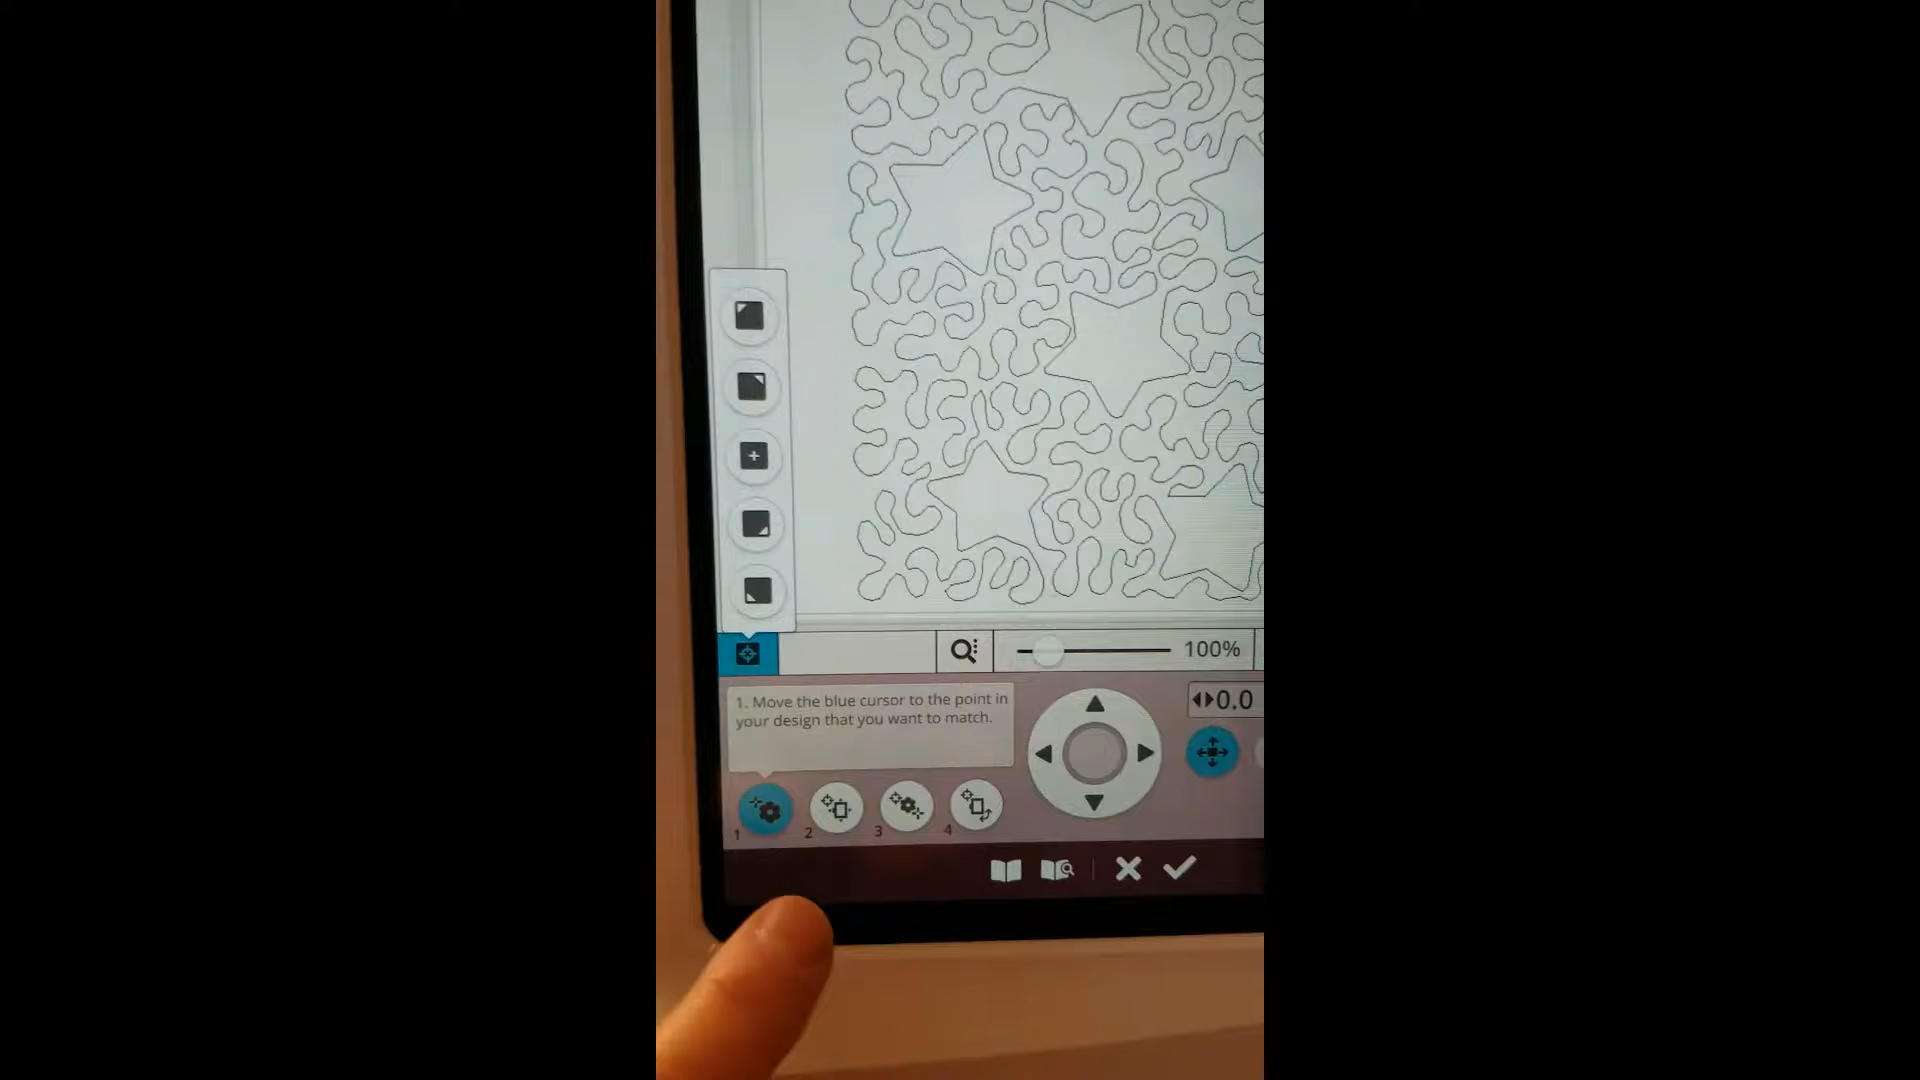 100%
1. Move the blue cursor to the point in
your design that you want to match.
0.0
1 2 3 4